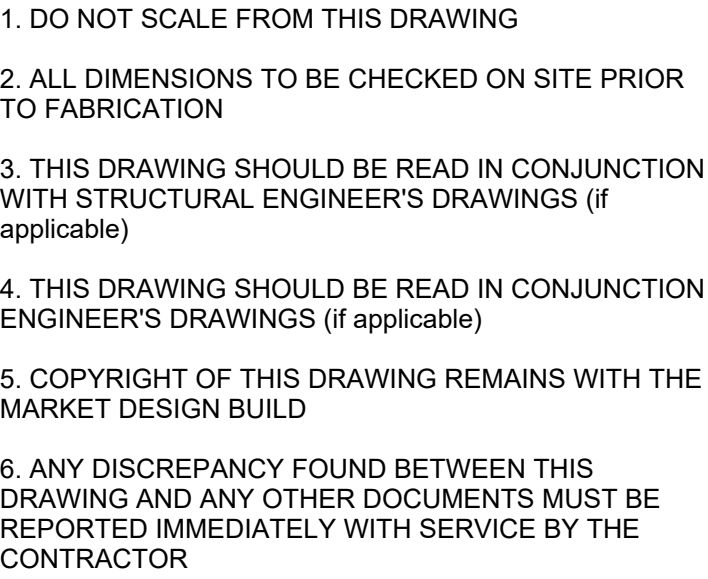 1. DO NOT SCALE FROM THIS DRAWING
2. ALL DIMENSIONS TO BE CHECKED ON SITE PRIOR
TO FABRICATION
3. THIS DRAWING SHOULD BE READ IN CONJUNCTION
WITH STRUCTURAL ENGINEER'S DRAWINGS (if
applicable)
4. THIS DRAWING SHOULD BE READ IN CONJUNCTION
ENGINEER'S DRAWINGS (if applicable)
5. COPYRIGHT OF THIS DRAWING REMAINS WITH THE
MARKET DESIGN BUILD
6. ANY DISCREPANCY FOUND BETWEEN THIS
DRAWING AND ANY OTHER DOCUMENTS MUST BE
REPORTED IMMEDIATELY WITH SERVICE BY THE
CONTRACTOR